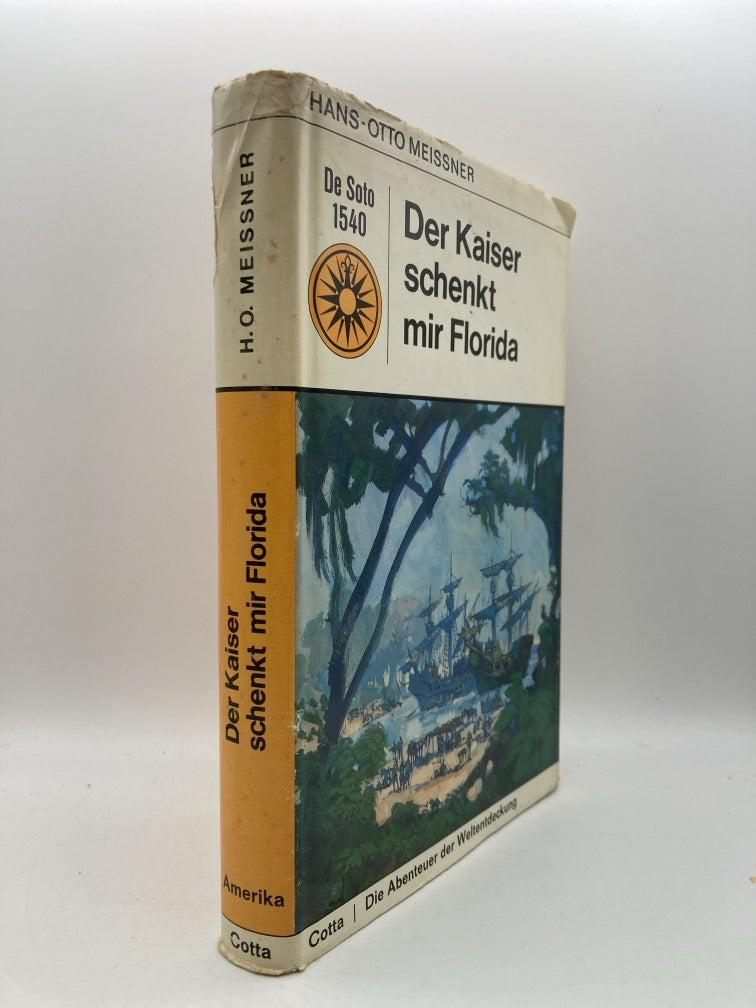 H.O. MEISSNER
Der Kaiser
schenkt mir Florida
Amerika
Cotta
HANS-OTTO MEISSNER
De Soto
1540
Der Kaiser
schenkt
mir Florida
Cotta | Die Abenteuer der Weltentdeckung